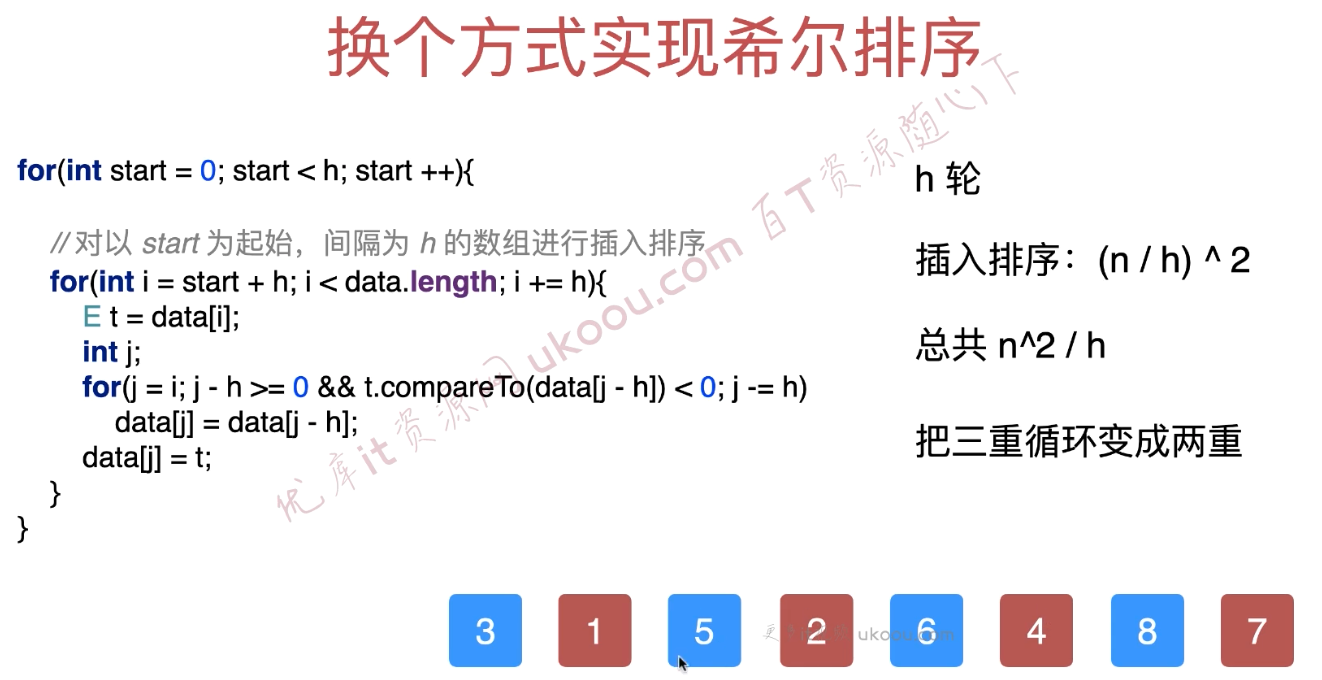 换个方式实现希尔排序
for(int start = 0; start < h; start ++){
// 对以 start 为起始，间隔为 h 的数组进行插入排序
for(int i = start + h; i < data.length; i += h){
E t = data[i];
int j;
for(j = i; j - h >= 0 && t.compareTo(data[j - h]) < 0; j -= h)
data[j] = data[j - h];
data[j] = t;
}
}
h 轮
插入排序：(n / h) ^ 2
总共 n^2 / h
把三重循环变成两重
优库it资源网 ukoou.com 百T资源随心下
3 1 5 2 6 4 8 7
ukoou.com